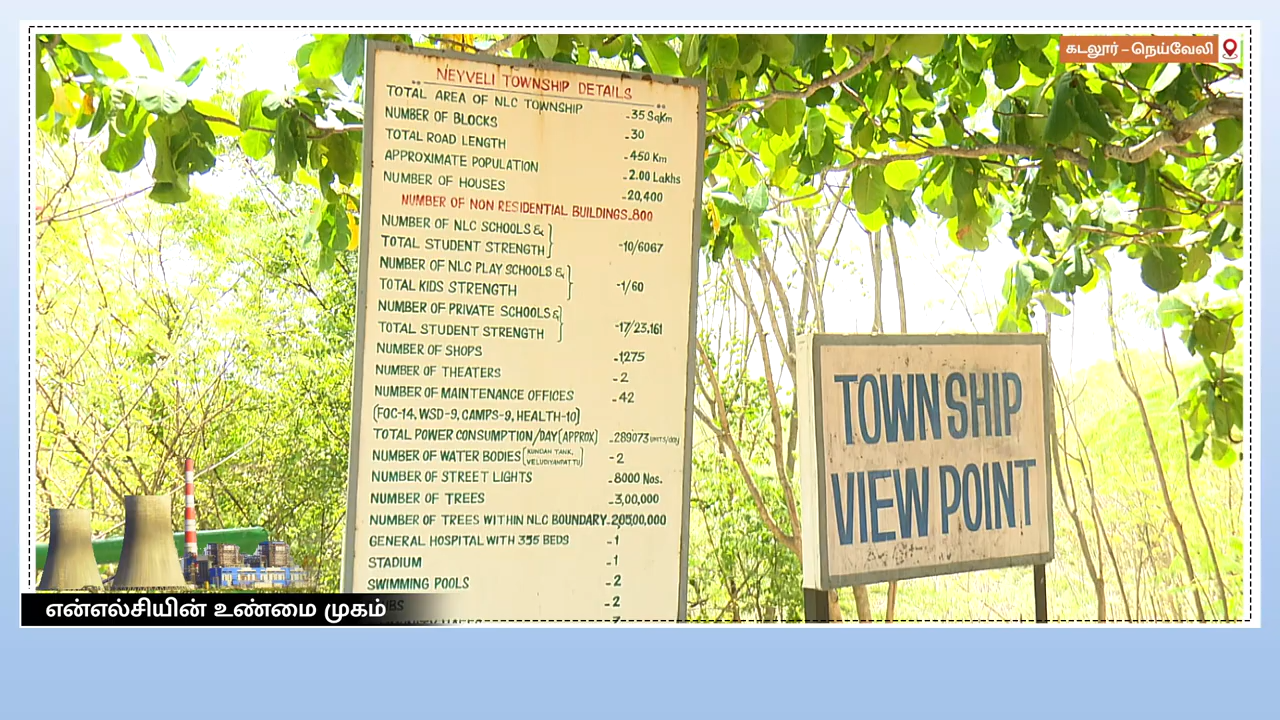 கடலூர் – நெய்வேலி
NEYVELI TOWNSHIP DETAILS
TOTAL AREA OF NLC TOWNSHIP -35 SqKm
NUMBER OF BLOCKS -30
TOTAL ROAD LENGTH -450 Km
APPROXIMATE POPULATION -2.00 Lakhs
NUMBER OF HOUSES -20,400
NUMBER OF NON RESIDENTIAL BUILDINGS-800
NUMBER OF NLC SCHOOLS &
TOTAL STUDENT STRENGTH} -10/6067
NUMBER OF NLC PLAY SCHOOLS &
TOTAL KIDS STRENGTH} -1/60
NUMBER OF PRIVATE SCHOOLS &
TOTAL STUDENT STRENGTH} -17/23.161
NUMBER OF SHOPS -1275
NUMBER OF THEATERS -2
NUMBER OF MAINTENANCE OFFICES -42
(FOC-14, WSD-9, CAMPS-9, HEALTH-10)
TOTAL POWER CONSUMPTION/DAY(APPROX) -289073 UNITS/day
NUMBER OF WATER BODIES (KUNDAH TANK, VELUDIYANPATTU) -2
NUMBER OF STREET LIGHTS -8000 Nos.
NUMBER OF TREES -3,00,000
NUMBER OF TREES WITHIN NLC BOUNDARY-20500,000
GENERAL HOSPITAL WITH 355 BEDS -1
STADIUM -1
SWIMMING POOLS -2
-2
TOWN SHIP
VIEW POINT
என்எல்சியின் உண்மை முகம்